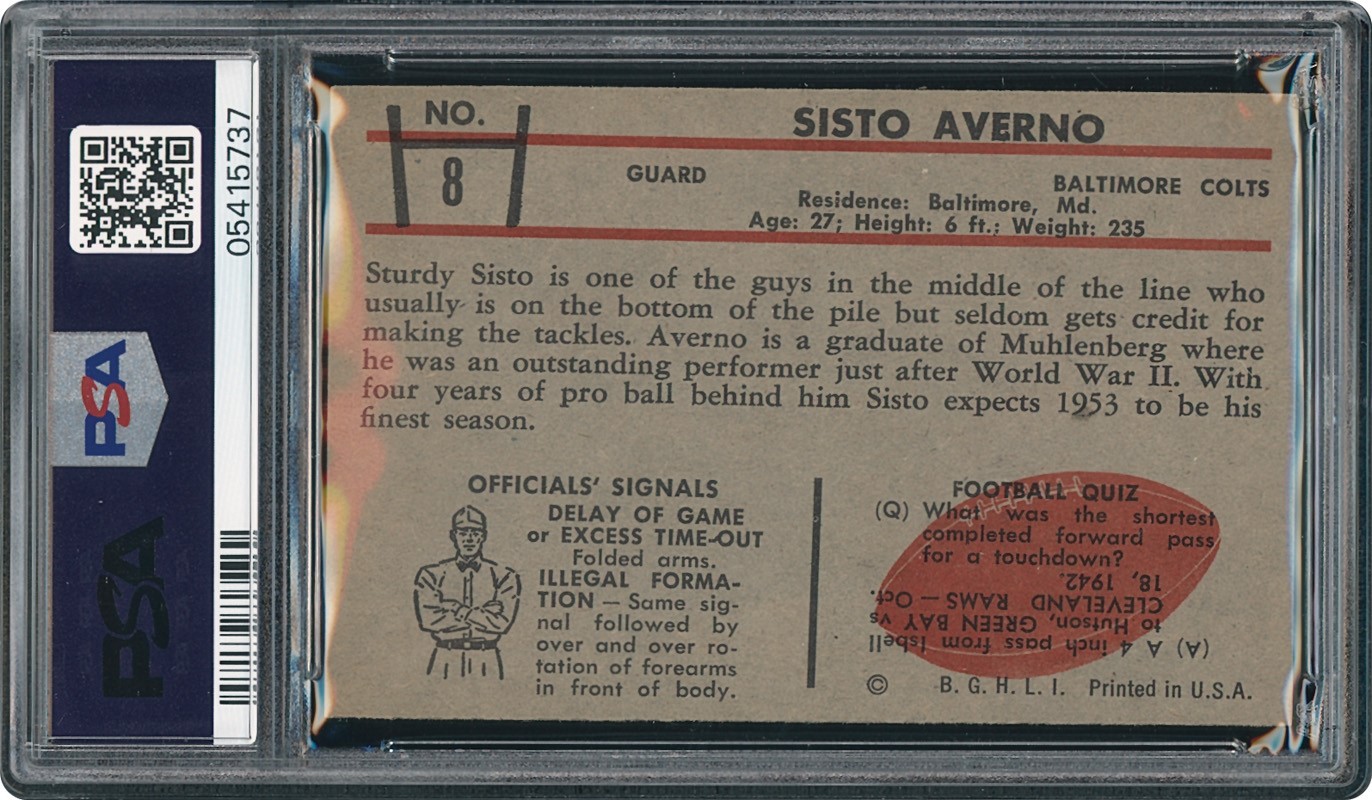 05415737
PSA
PSA
NO.
8
SISTO AVERNO
GUARD
BALTIMORE COLTS
Residence: Baltimore, Md.
Age: 27; Height: 6 ft.; Weight: 235
Sturdy Sisto is one of the guys in the middle of the line who
usually is on the bottom of the pile but seldom gets credit for
making the tackles. Averno is a graduate of Muhlenberg where
he was an outstanding performer just after World War II. With
four years of pro ball behind him Sisto expects 1953 to be his
finest season.
OFFICIALS' SIGNALS
DELAY OF GAME
or EXCESS TIME-OUT
Folded arms.
ILLEGAL FORMA-
TION — Same sig-
nal followed by
over and over ro-
tation of forearms
in front of body.
FOOTBALL QUIZ
(Q) What was the shortest
completed forward pass
for a touchdown?
(A) A 4 inch pass from Isbell
to Hutson, GREEN BAY vs
CLEVELAND RAMS — Oct.
18, 1942.
© B. G. H. L. I. Printed in U.S.A.